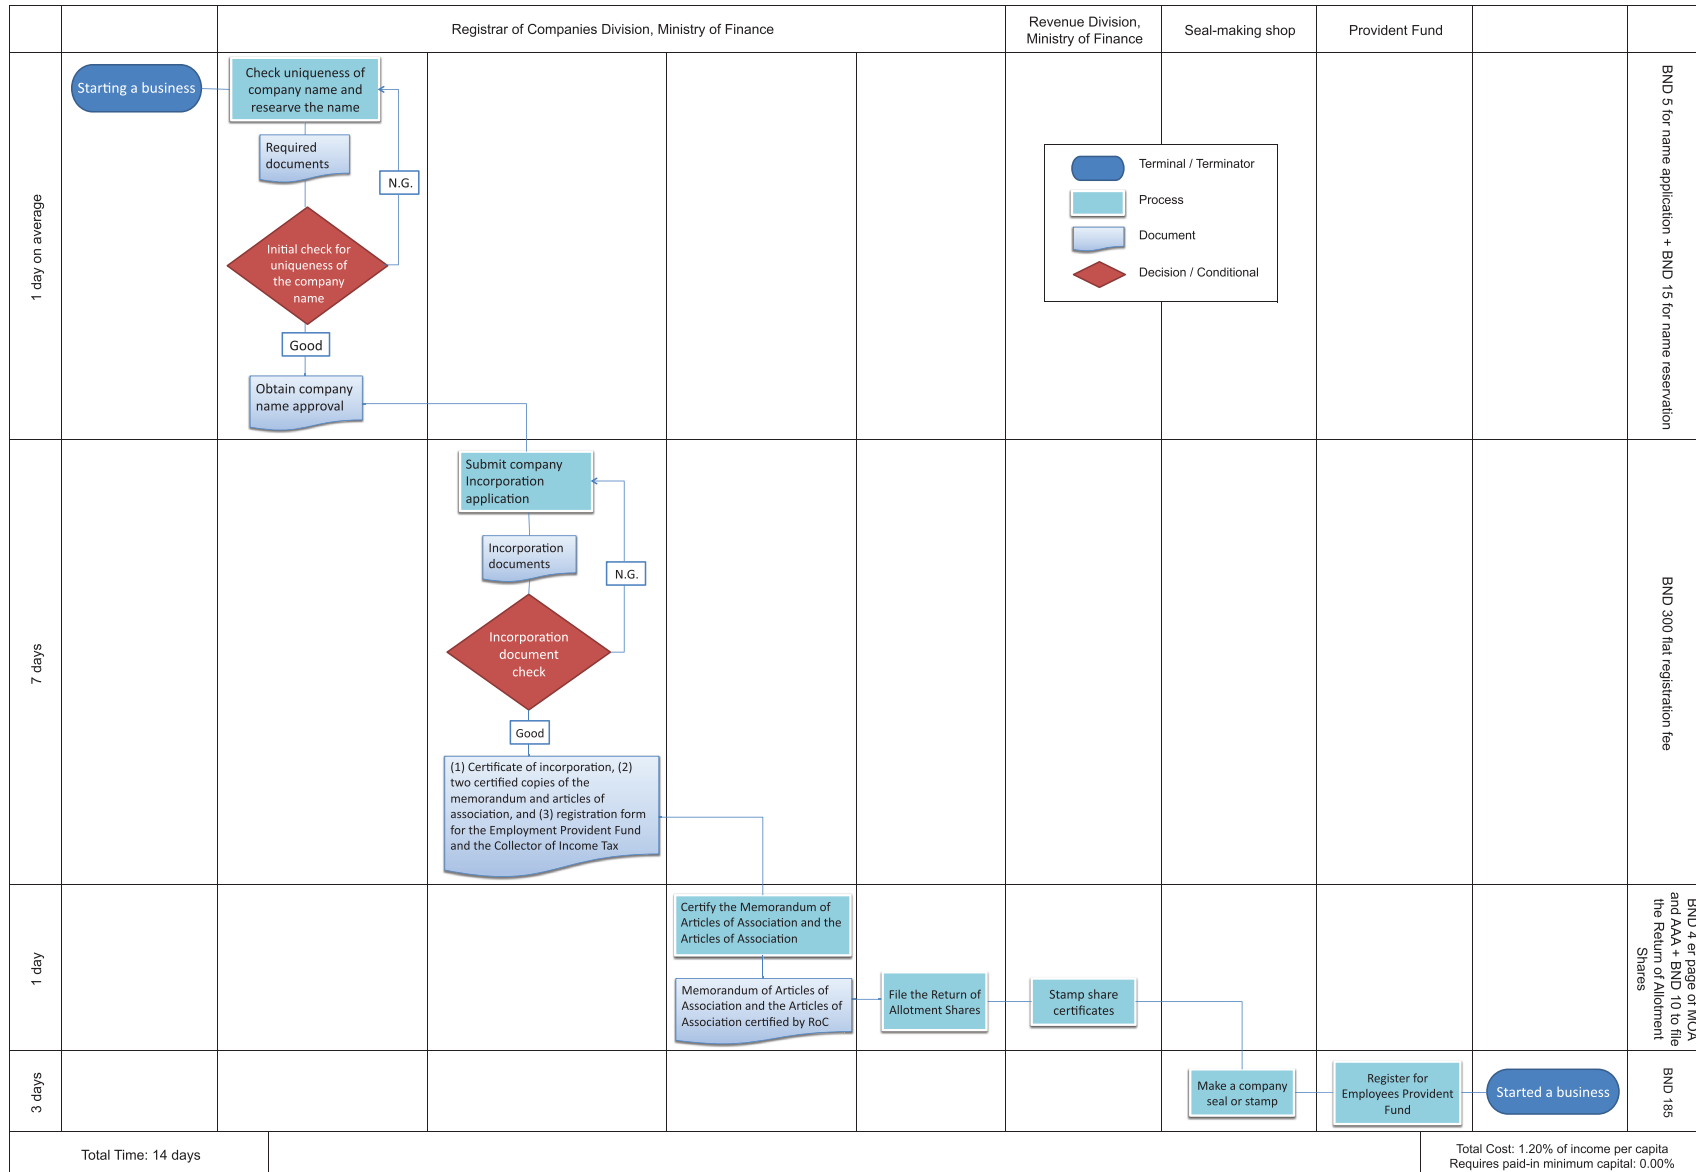 Registrar of Companies Division, Ministry of Finance
Revenue Division,
Ministry of Finance
Seal-making shop
Provident Fund
1 day on average
Starting a business
Check uniqueness of
company name and
researve the name
Required
documents
N.G.
Initial check for
uniqueness of
the company
name
Good
Obtain company
name approval
Terminal / Terminator
Process
Document
Decision / Conditional
BND 5 for name application + BND 15 for name reservation
7 days
Submit company
Incorporation
application
Incorporation
documents
N.G.
Incorporation
document
check
Good
(1) Certificate of incorporation, (2)
two certified copies of the
memorandum and articles of
association, and (3) registration form
for the Employment Provident Fund
and the Collector of Income Tax
BND 300 flat registration fee
1 day
Certify the Memorandum of
Articles of Association and the
Articles of Association
Memorandum of Articles of
Association and the Articles of
Association certified by RoC
File the Return of
Allotment Shares
Stamp share
certificates
BND 4 er page of MOA
and AAA + BND 10 to file
the Return of Allotment
Shares
3 days
Make a company
seal or stamp
Register for
Employees Provident
Fund
Started a business
BND 185
Total Time: 14 days
Total Cost: 1.20% of income per capita
Requires paid-in minimum capital: 0.00%